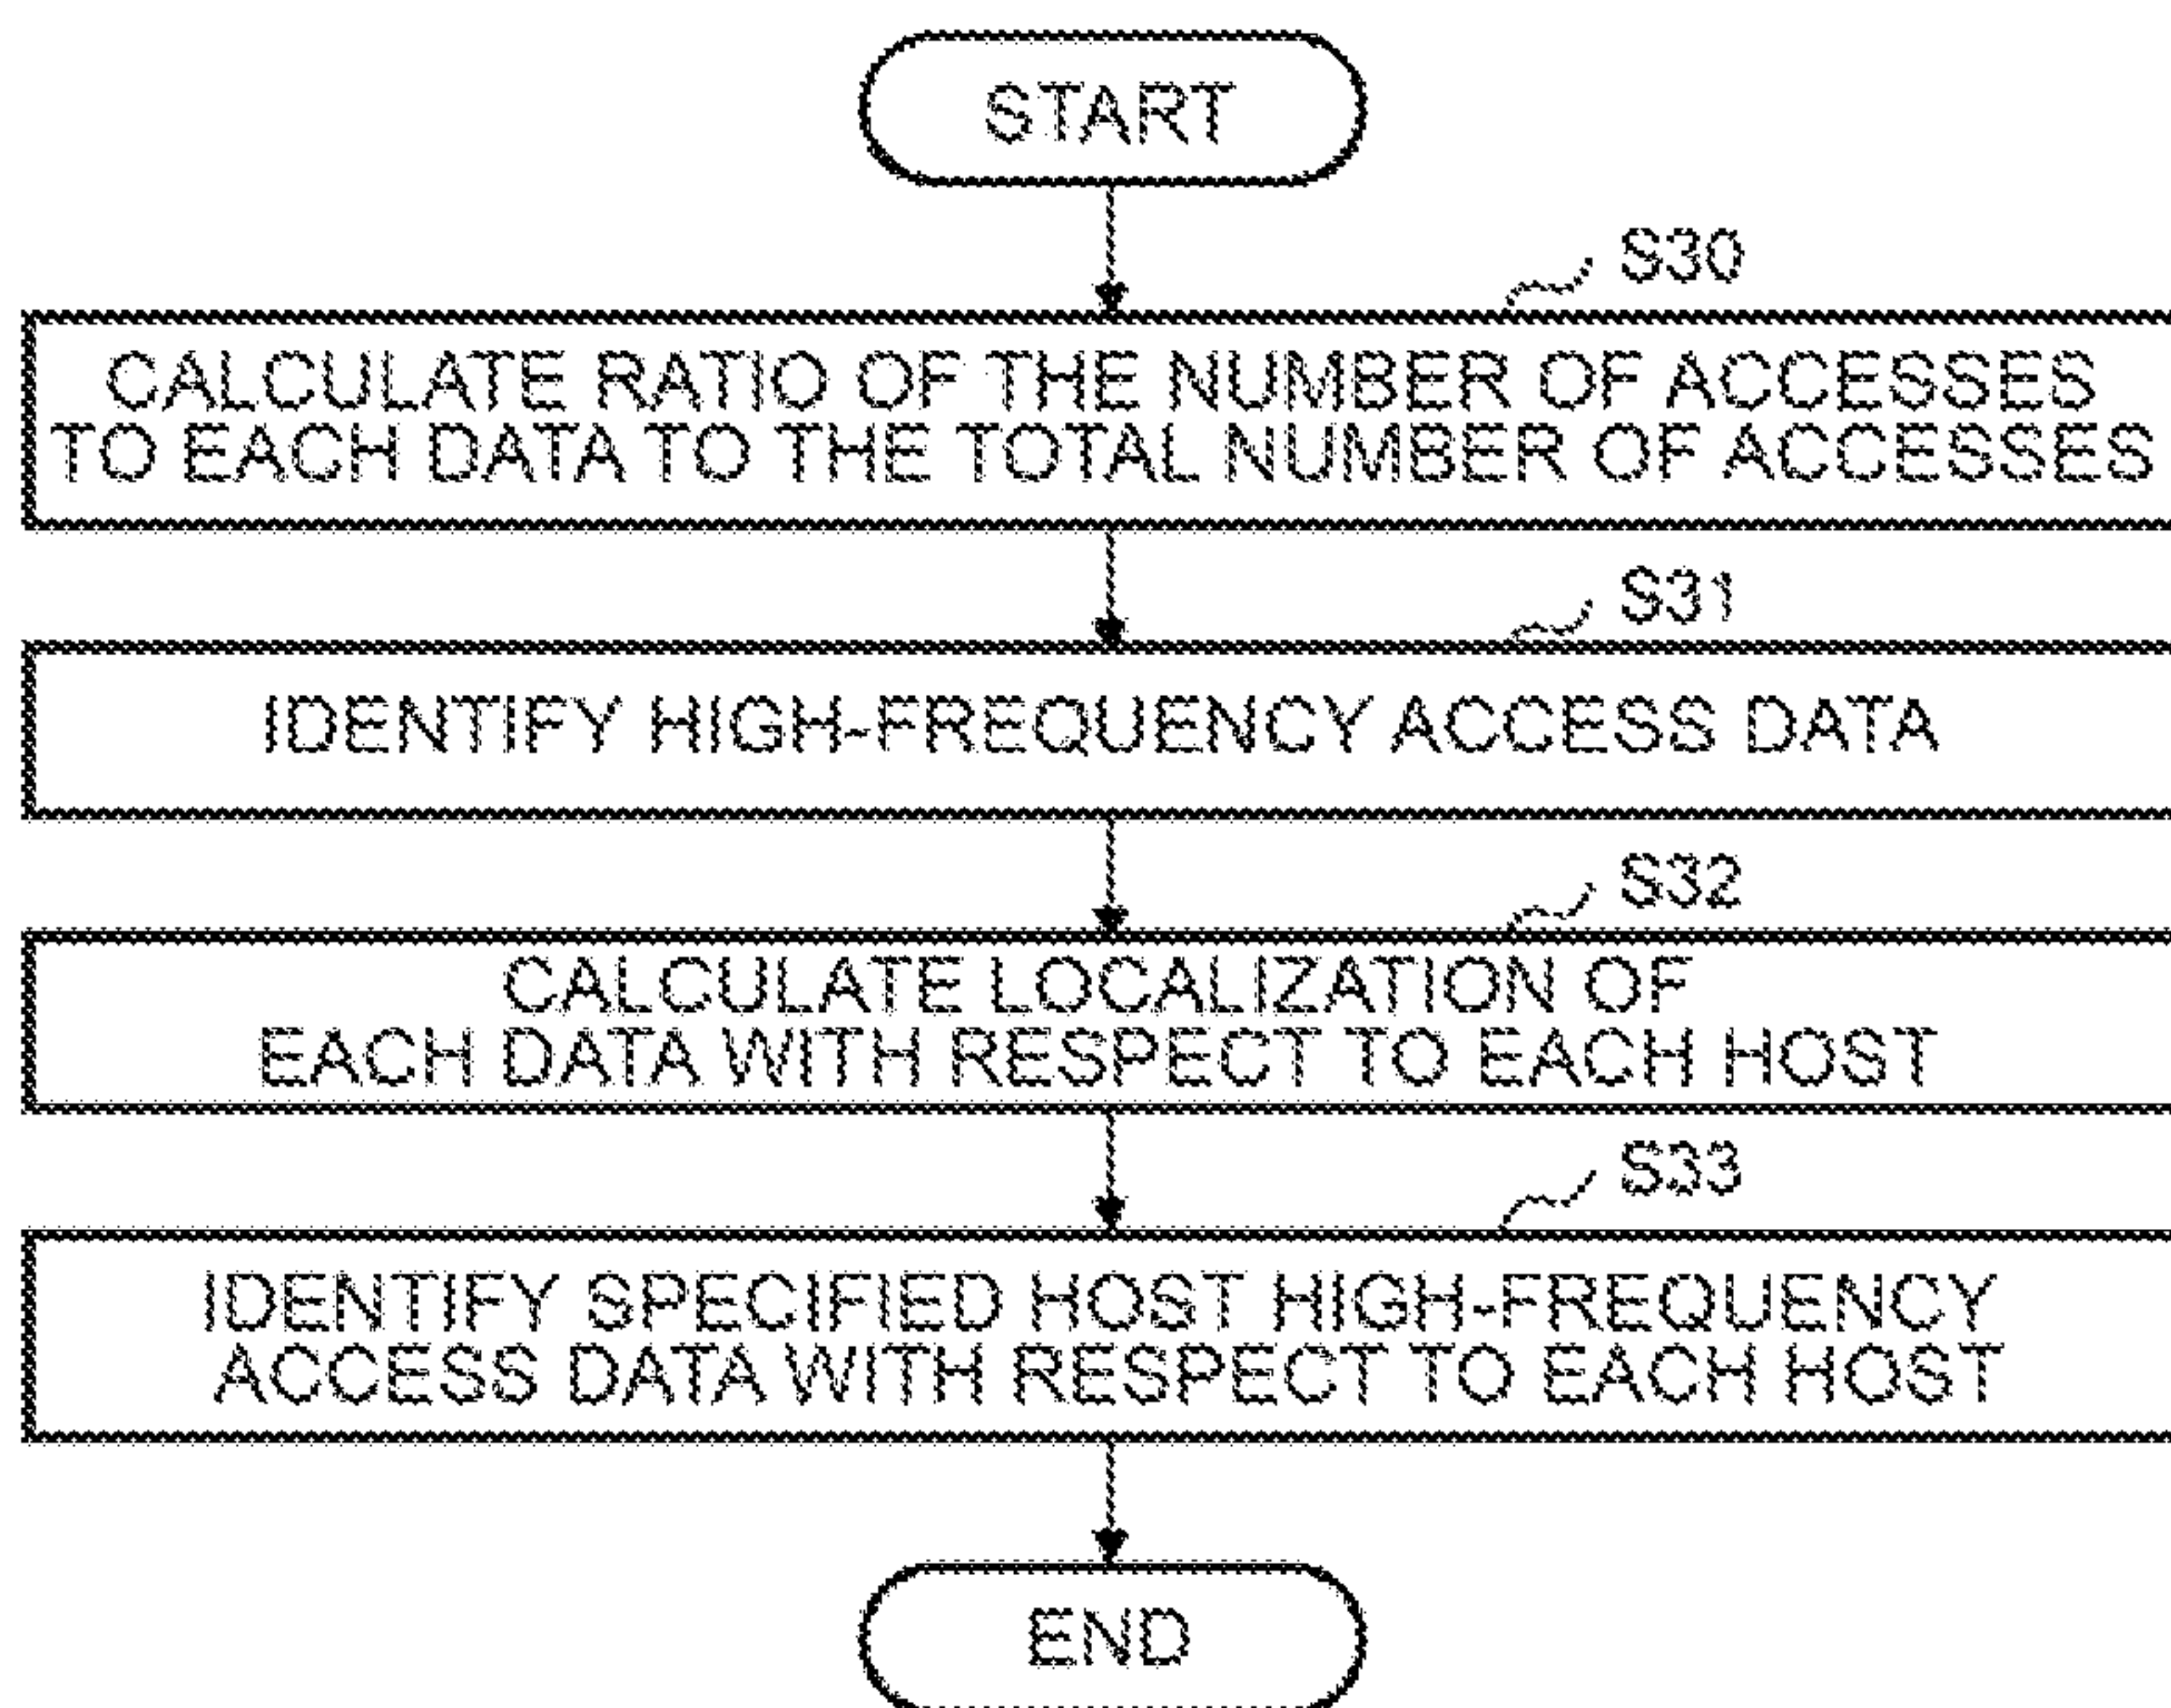 START
S30
CALCULATE RATIO OF THE NUMBER OF ACCESSES
TO EACH DATA TO THE TOTAL NUMBER OF ACCESSES
S31
IDENTIFY HIGH-FREQUENCY ACCESS DATA
S32
CALCULATE LOCALIZATION OF
EACH DATA WITH RESPECT TO EACH HOST
S33
IDENTIFY SPECIFIED HOST HIGH-FREQUENCY
ACCESS DATA WITH RESPECT TO EACH HOST
END